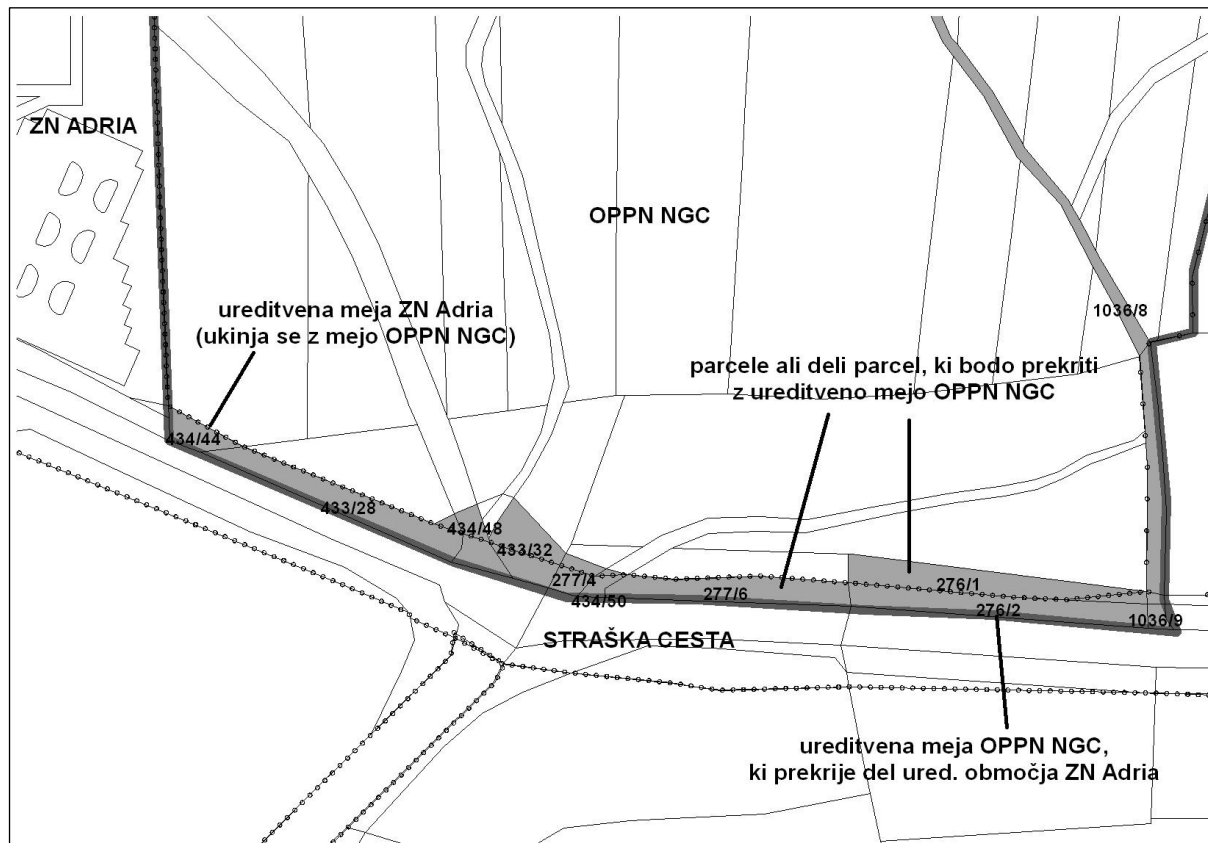 ZN ADRIA
OPPN NGC
ureditvena meja ZN Adria
(ukinja se z mejo OPPN NGC)
1036/8
parcele ali deli parcel, ki bodo prekriti
z ureditveno mejo OPPN NGC
434/44
433/28
434/48
433/32
277/4
434/50
277/6
276/1
276/2
1036/9
STRAŠKA CESTA
ureditvena meja OPPN NGC,
ki prekrije del ured. območja ZN Adria